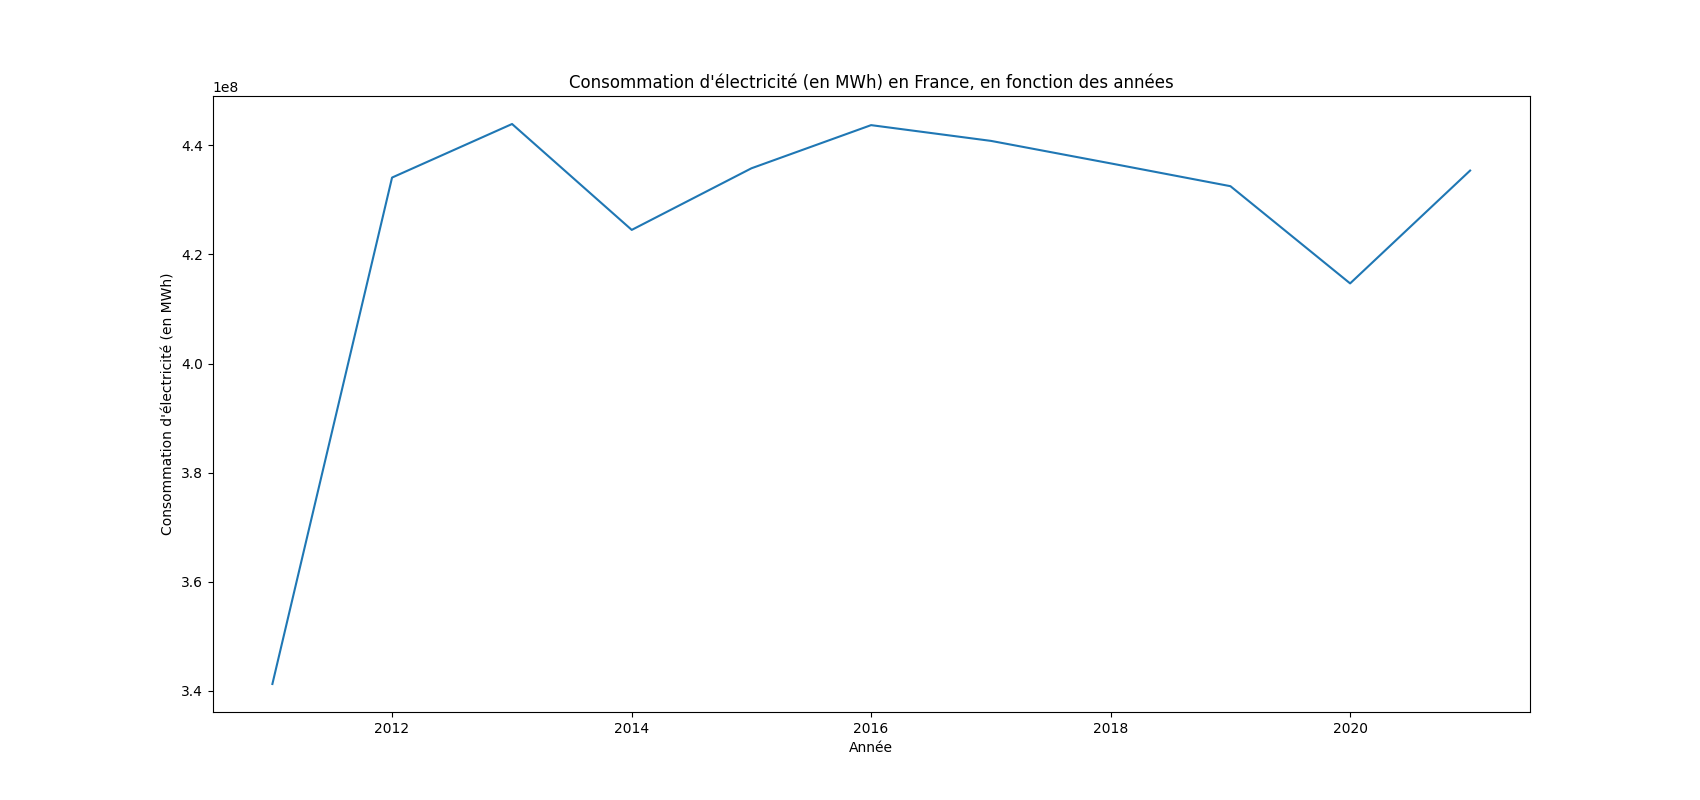 Consommation d'électricité (en MWh) en France, en fonction des années
1e8
4.4
4.2
4.0
3.8
3.6
3.4
Consommation d'électricité (en MWh)
2012 2014 2016 2018 2020
Année